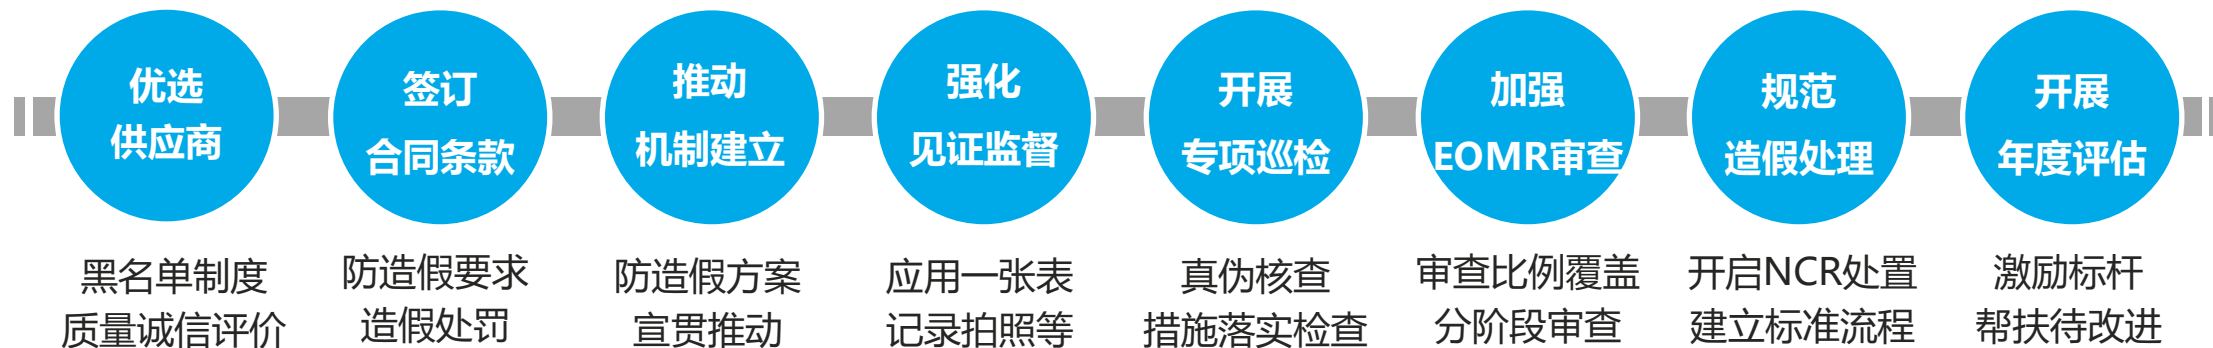 优选
供应商
签订
合同条款
推动
机制建立
强化
见证监督
开展
专项巡检
加强
EOMR审查
规范
造假处理
开展
年度评估
黑名单制度
质量诚信评价
防造假要求
造假处罚
防造假方案
宣贯推动
应用一张表
记录拍照等
真伪核查
措施落实检查
审查比例覆盖
分阶段审查
开启NCR处置
建立标准流程
激励标杆
帮扶待改进